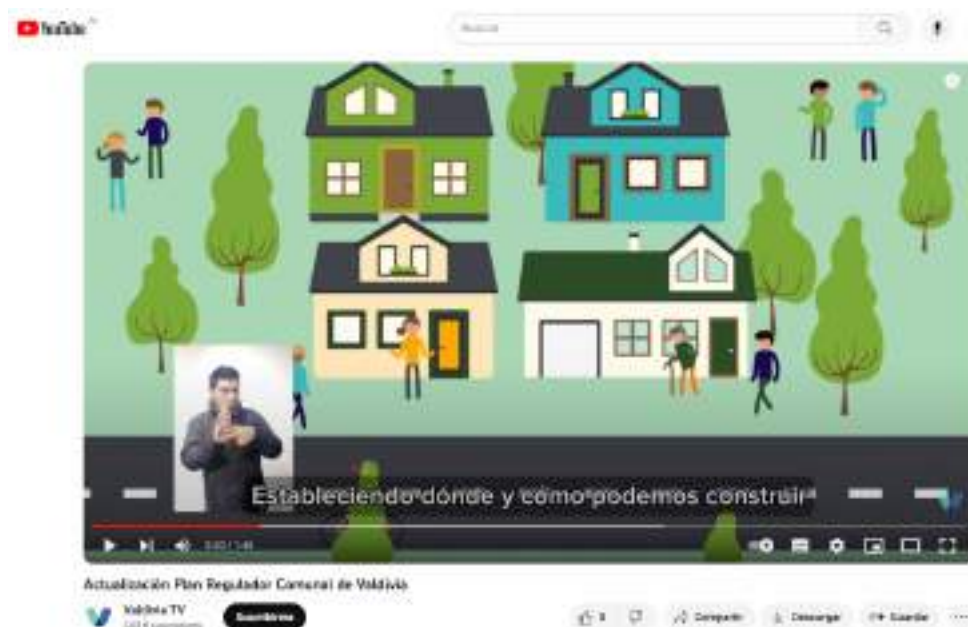 YouTube
Buscar
Estableciendo dónde y cómo podemos construir
Actualización Plan Regulador Comunal de Valdivia
Valdivia TV
Suscribirme
Compartir
Descargar
Guardar